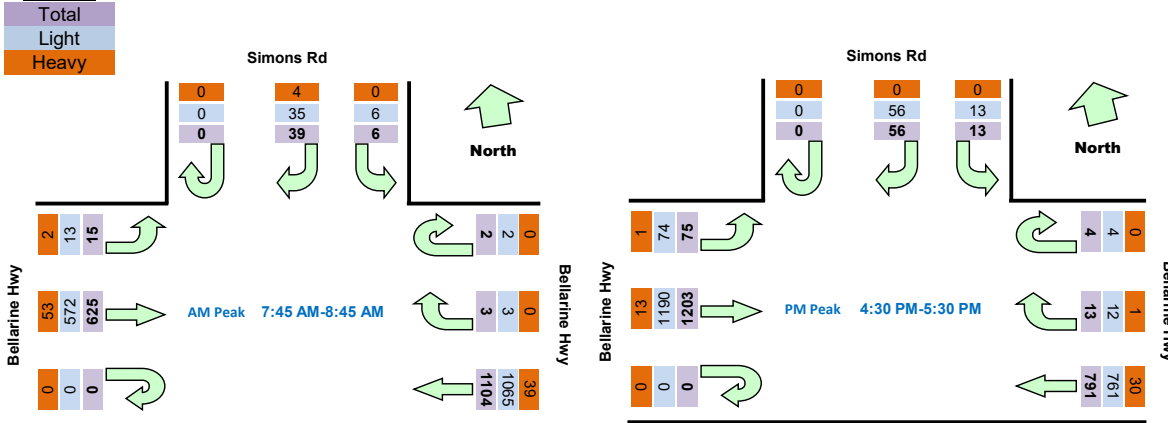 Total
Light
Heavy
Simons Rd
0 4 0
0 35 6
0 39 6
North
2 13 15
2 2 0
Bellarine Hwy
53 572 625
AM Peak 7:45 AM-8:45 AM
3 3 0
Bellarine Hwy
0 0 0
1104 1065 39
Simons Rd
0 0 0
0 56 13
0 56 13
North
1 74 75
4 4 0
Bellarine Hwy
13 1190 1203
PM Peak 4:30 PM-5:30 PM
13 12 1
Bellarine Hwy
0 0 0
791 761 30